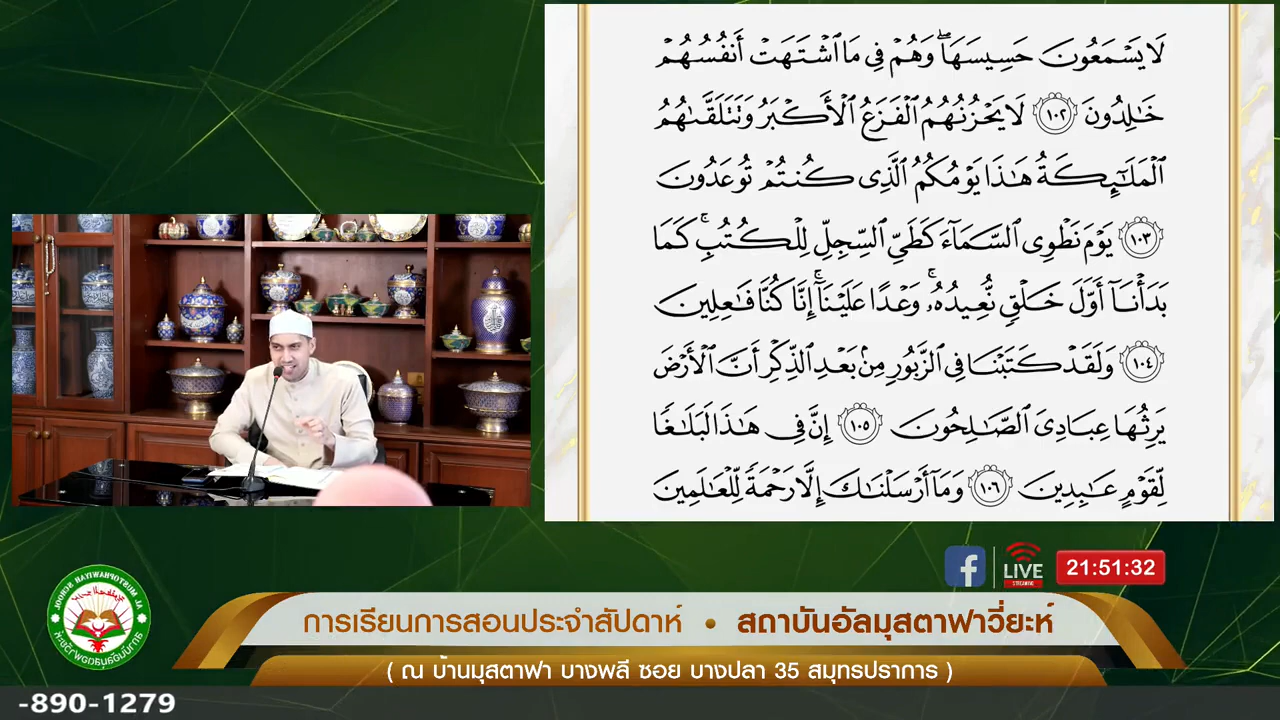 لَا يَسْمَعُونَ حَسِيسَهَا ۖ وَهُمْ فِي مَا اشْتَهَتْ أَنفُسُهُمْ
خَالِدُونَ ١٠٢ لَا يَحْزُنُهُمُ الْفَزَعُ الْأَكْبَرُ وَتَتَلَقَّاهُمُ
الْمَلَائِكَةُ هَٰذَا يَوْمُكُمُ الَّذِي كُنتُمْ تُوعَدُونَ
١٠٣ يَوْمَ نَطْوِي السَّمَاءَ كَطَيِّ السِّجِلِّ لِلْكُتُبِ ۚ كَمَا
بَدَأْنَا أَوَّلَ خَلْقٍ نُّعِيدُهُ ۚ وَعْدًا عَلَيْنَا ۚ إِنَّا كُنَّا فَاعِلِينَ
١٠٤ وَلَقَدْ كَتَبْنَا فِي الزَّبُورِ مِن بَعْدِ الذِّكْرِ أَنَّ الْأَرْضَ
يَرِثُهَا عِبَادِيَ الصَّالِحُونَ ١٠٥ إِنَّ فِي هَٰذَا لَبَلَاغًا
لِّقَوْمٍ عَابِدِينَ ١٠٦ وَمَا أَرْسَلْنَاكَ إِلَّا رَحْمَةً لِّلْعَالَمِينَ
LIVE
STREAMING
21:51:32
AL MUSTOPHAWIYAH SCHOOL
การเรียนการสอนประจำสัปดาห์ • สถาบันอัลมุสตาฟาวี่ยะห์
( ณ บ้านมุสตาฟา บางพลี ซอย บางปลา 35 สมุทรปราการ )
-890-1279